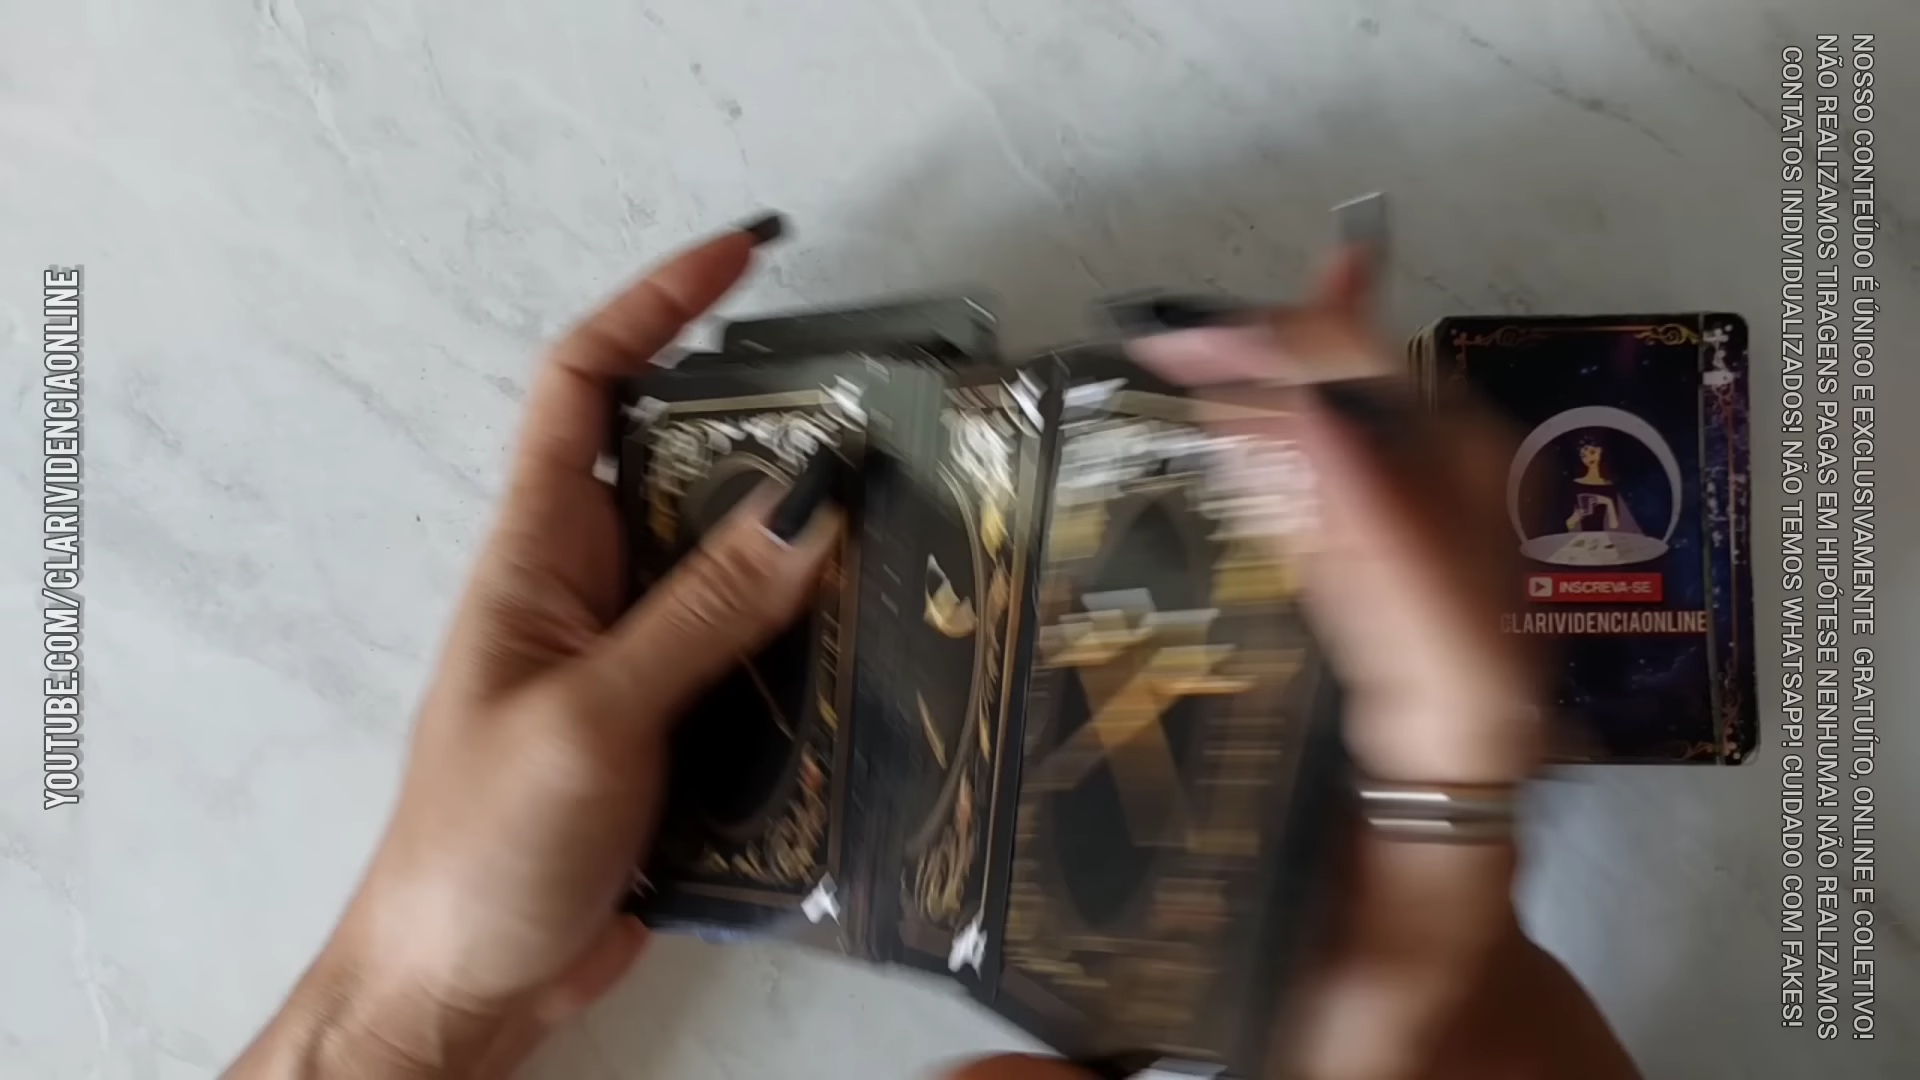 YOUTUBE.COM/CLARIVIDENCIAONLINE
INSCREVA-SE
CLARIVIDENCIAONLINE
NOSSO CONTEÚDO É ÚNICO E EXCLUSIVAMENTE GRATUÍTO, ONLINE E COLETIVO!
NÃO REALIZAMOS TIRAGENS PAGAS EM HIPÓTESE NENHUMA! NÃO REALIZAMOS
CONTATOS INDIVIDUALIZADOS! NÃO TEMOS WHATSAPP! CUIDADO COM FAKES!